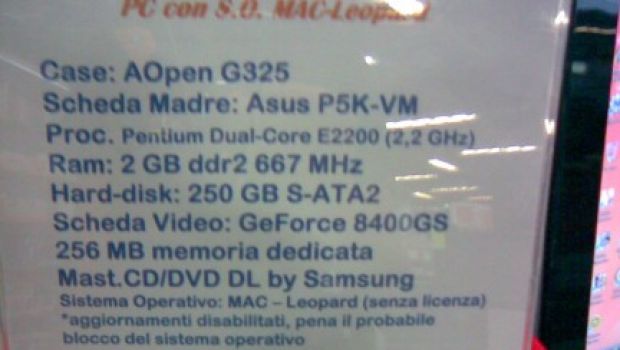 PC con S.O. MAC-Leopard
Case: AOpen G325
Scheda Madre: Asus P5K-VM
Proc. Pentium Dual-Core E2200 (2,2 GHz)
Ram: 2 GB ddr2 667 MHz
Hard-disk: 250 GB S-ATA2
Scheda Video: GeForce 8400GS
256 MB memoria dedicata
Mast.CD/DVD DL by Samsung
Sistema Operativo: MAC – Leopard (senza licenza)
*aggiornamenti disabilitati, pena il probabile
blocco del sistema operativo